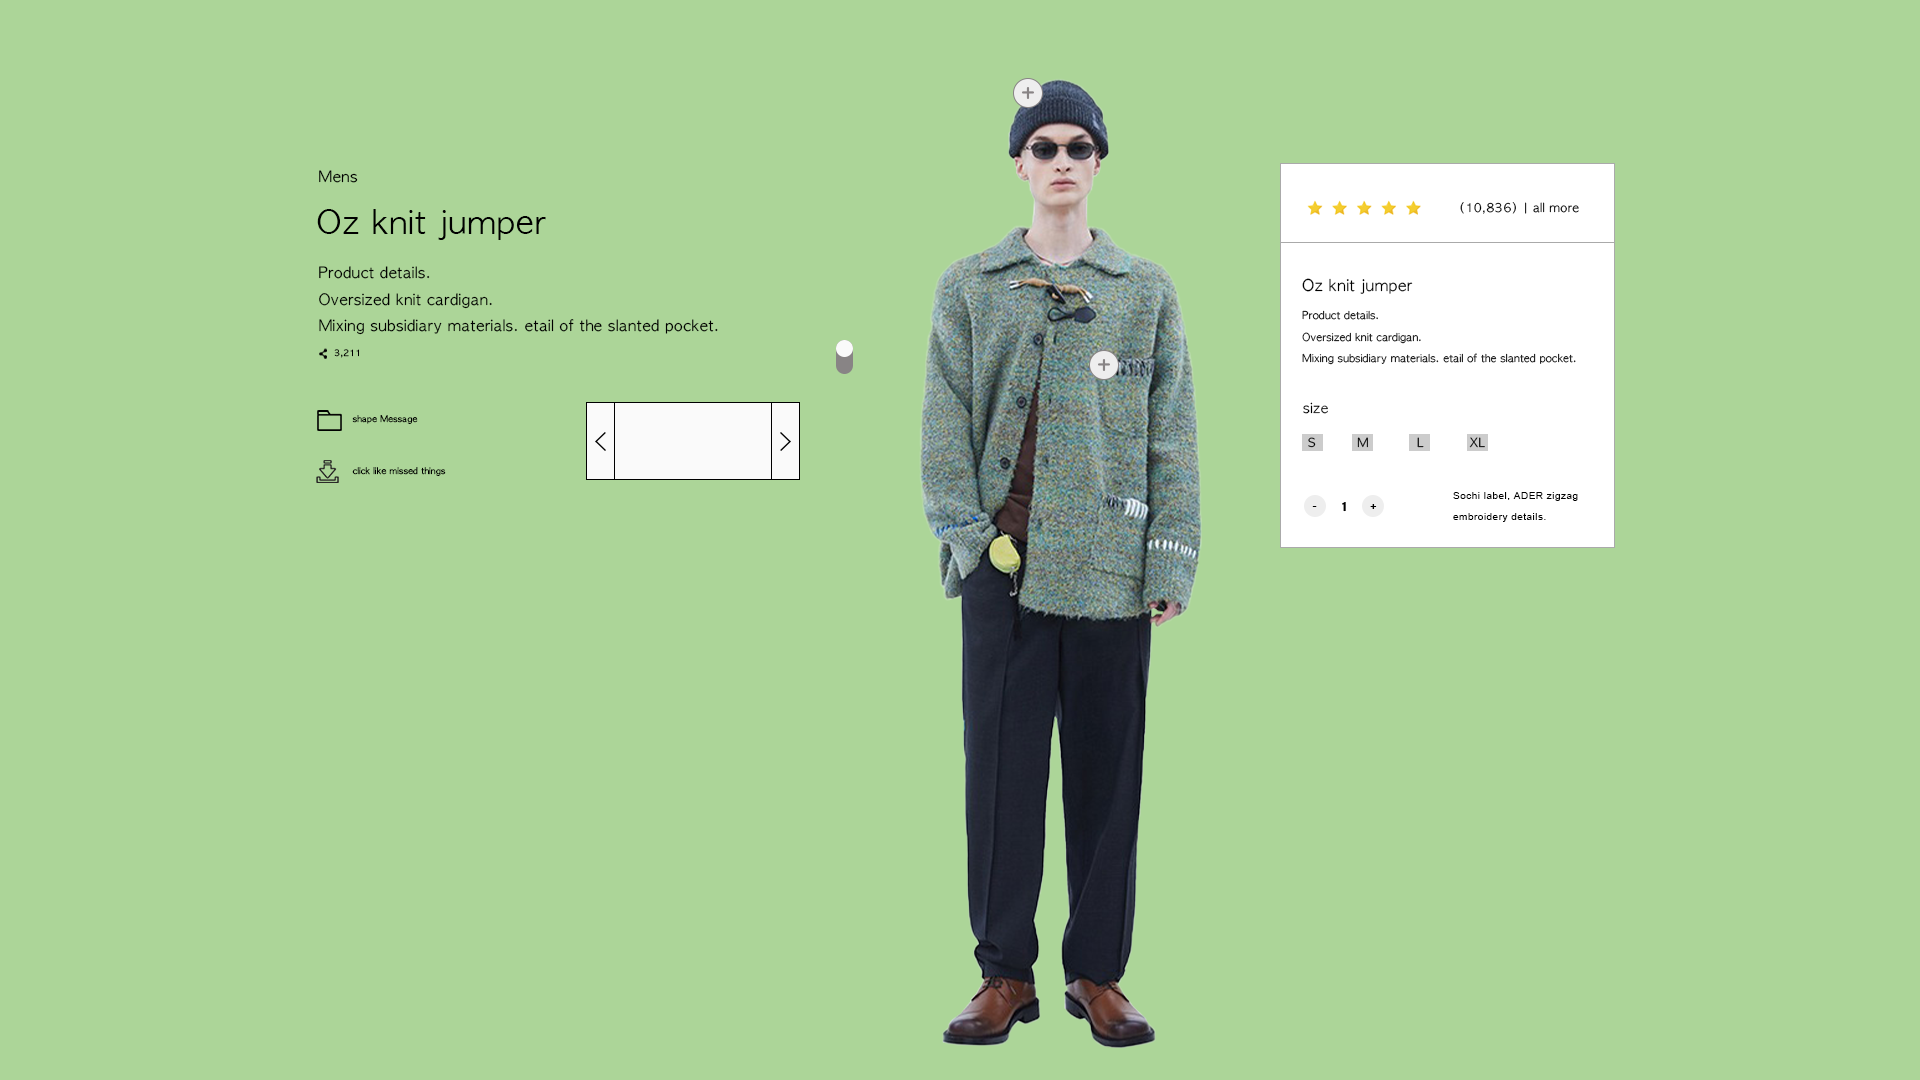 Mens
Oz knit jumper
Product details.
Oversized knit cardigan.
Mixing subsidiary materials. etail of the slanted pocket.
3,211
shape Message
click like missed things
(10,836) | all more
Oz knit jumper
Product details.
Oversized knit cardigan.
Mixing subsidiary materials. etail of the slanted pocket.
size
S M L XL
- 1 +
Sochi label, ADER zigzag
embroidery details.